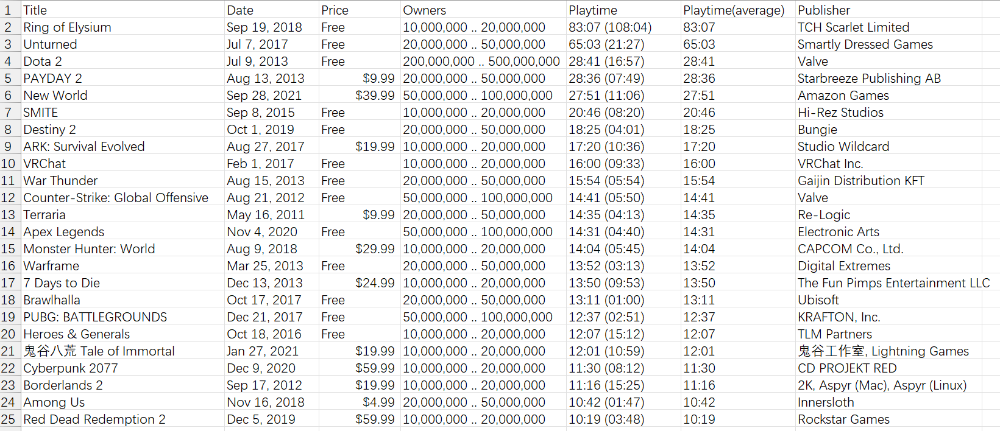 1 Title Date Price Owners Playtime Playtime(average) Publisher
2 Ring of Elysium Sep 19, 2018 Free 10,000,000 .. 20,000,000 83:07 (108:04) 83:07 TCH Scarlet Limited
3 Unturned Jul 7, 2017 Free 20,000,000 .. 50,000,000 65:03 (21:27) 65:03 Smartly Dressed Games
4 Dota 2 Jul 9, 2013 Free 200,000,000 .. 500,000,000 28:41 (16:57) 28:41 Valve
5 PAYDAY 2 Aug 13, 2013 $9.99 20,000,000 .. 50,000,000 28:36 (07:49) 28:36 Starbreeze Publishing AB
6 New World Sep 28, 2021 $39.99 50,000,000 .. 100,000,000 27:51 (11:06) 27:51 Amazon Games
7 SMITE Sep 8, 2015 Free 10,000,000 .. 20,000,000 20:46 (08:20) 20:46 Hi-Rez Studios
8 Destiny 2 Oct 1, 2019 Free 20,000,000 .. 50,000,000 18:25 (04:01) 18:25 Bungie
9 ARK: Survival Evolved Aug 27, 2017 $19.99 10,000,000 .. 20,000,000 17:20 (10:36) 17:20 Studio Wildcard
10 VRChat Feb 1, 2017 Free 10,000,000 .. 20,000,000 16:00 (09:33) 16:00 VRChat Inc.
11 War Thunder Aug 15, 2013 Free 20,000,000 .. 50,000,000 15:54 (05:54) 15:54 Gaijin Distribution KFT
12 Counter-Strike: Global Offensive Aug 21, 2012 Free 50,000,000 .. 100,000,000 14:41 (05:50) 14:41 Valve
13 Terraria May 16, 2011 $9.99 20,000,000 .. 50,000,000 14:35 (04:13) 14:35 Re-Logic
14 Apex Legends Nov 4, 2020 Free 50,000,000 .. 100,000,000 14:31 (04:40) 14:31 Electronic Arts
15 Monster Hunter: World Aug 9, 2018 $29.99 10,000,000 .. 20,000,000 14:04 (05:45) 14:04 CAPCOM Co., Ltd.
16 Warframe Mar 25, 2013 Free 20,000,000 .. 50,000,000 13:52 (03:13) 13:52 Digital Extremes
17 7 Days to Die Dec 13, 2013 $24.99 10,000,000 .. 20,000,000 13:50 (09:53) 13:50 The Fun Pimps Entertainment LLC
18 Brawlhalla Oct 17, 2017 Free 20,000,000 .. 50,000,000 13:11 (01:00) 13:11 Ubisoft
19 PUBG: BATTLEGROUNDS Dec 21, 2017 Free 50,000,000 .. 100,000,000 12:37 (02:51) 12:37 KRAFTON, Inc.
20 Heroes & Generals Oct 18, 2016 Free 10,000,000 .. 20,000,000 12:07 (15:12) 12:07 TLM Partners
21 鬼谷八荒 Tale of Immortal Jan 27, 2021 $19.99 10,000,000 .. 20,000,000 12:01 (10:59) 12:01 鬼谷工作室, Lightning Games
22 Cyberpunk 2077 Dec 9, 2020 $59.99 10,000,000 .. 20,000,000 11:30 (08:12) 11:30 CD PROJEKT RED
23 Borderlands 2 Sep 17, 2012 $19.99 10,000,000 .. 20,000,000 11:16 (15:25) 11:16 2K, Aspyr (Mac), Aspyr (Linux)
24 Among Us Nov 16, 2018 $4.99 20,000,000 .. 50,000,000 10:42 (01:47) 10:42 Innersloth
25 Red Dead Redemption 2 Dec 5, 2019 $59.99 10,000,000 .. 20,000,000 10:19 (03:48) 10:19 Rockstar Games